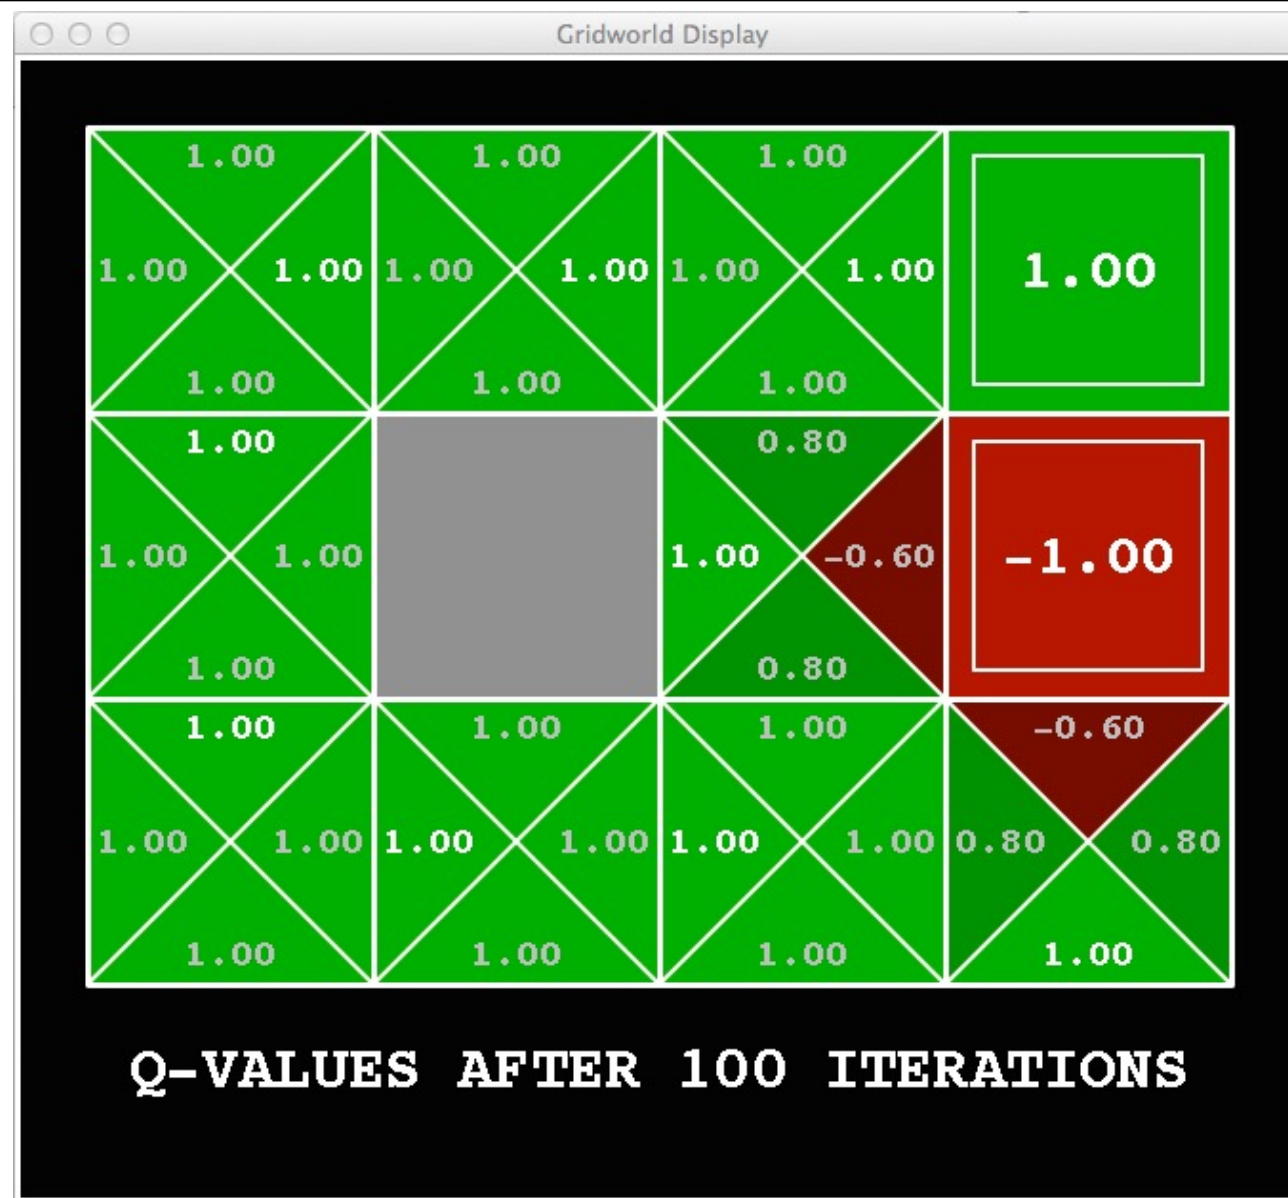 Gridworld Display
1.00 1.00 1.00
1.00 1.00 1.00 1.00 1.00 1.00 1.00
1.00 1.00 1.00
1.00 0.80
1.00 1.00 1.00 -0.60 -1.00
1.00 0.80
1.00 1.00 1.00 -0.60
1.00 1.00 1.00 1.00 1.00 1.00 0.80 0.80
1.00 1.00 1.00 1.00
Q-VALUES AFTER 100 ITERATIONS